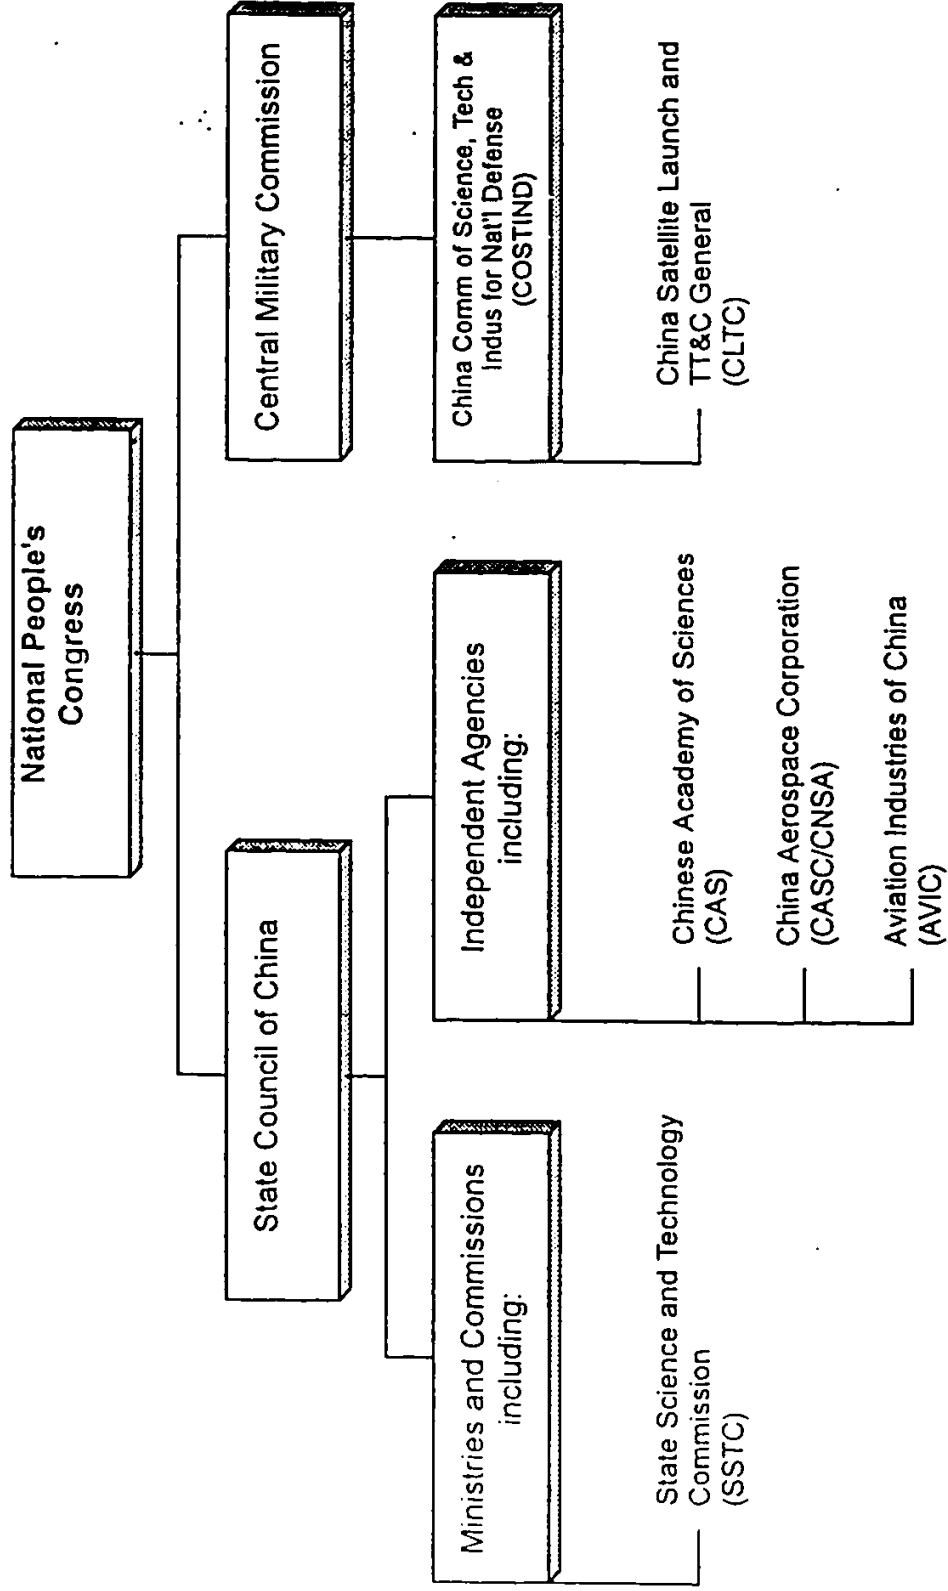 National People's
Congress
State Council of China
Central Military Commission
Ministries and Commissions
including:
Independent Agencies
including:
China Comm of Science, Tech &
Indus for Nat'l Defense
(COSTIND)
State Science and Technology
Commission
(SSTC)
Chinese Academy of Sciences
(CAS)
China Aerospace Corporation
(CASC/CNSA)
Aviation Industries of China
(AVIC)
China Satellite Launch and
TT&C General
(CLTC)